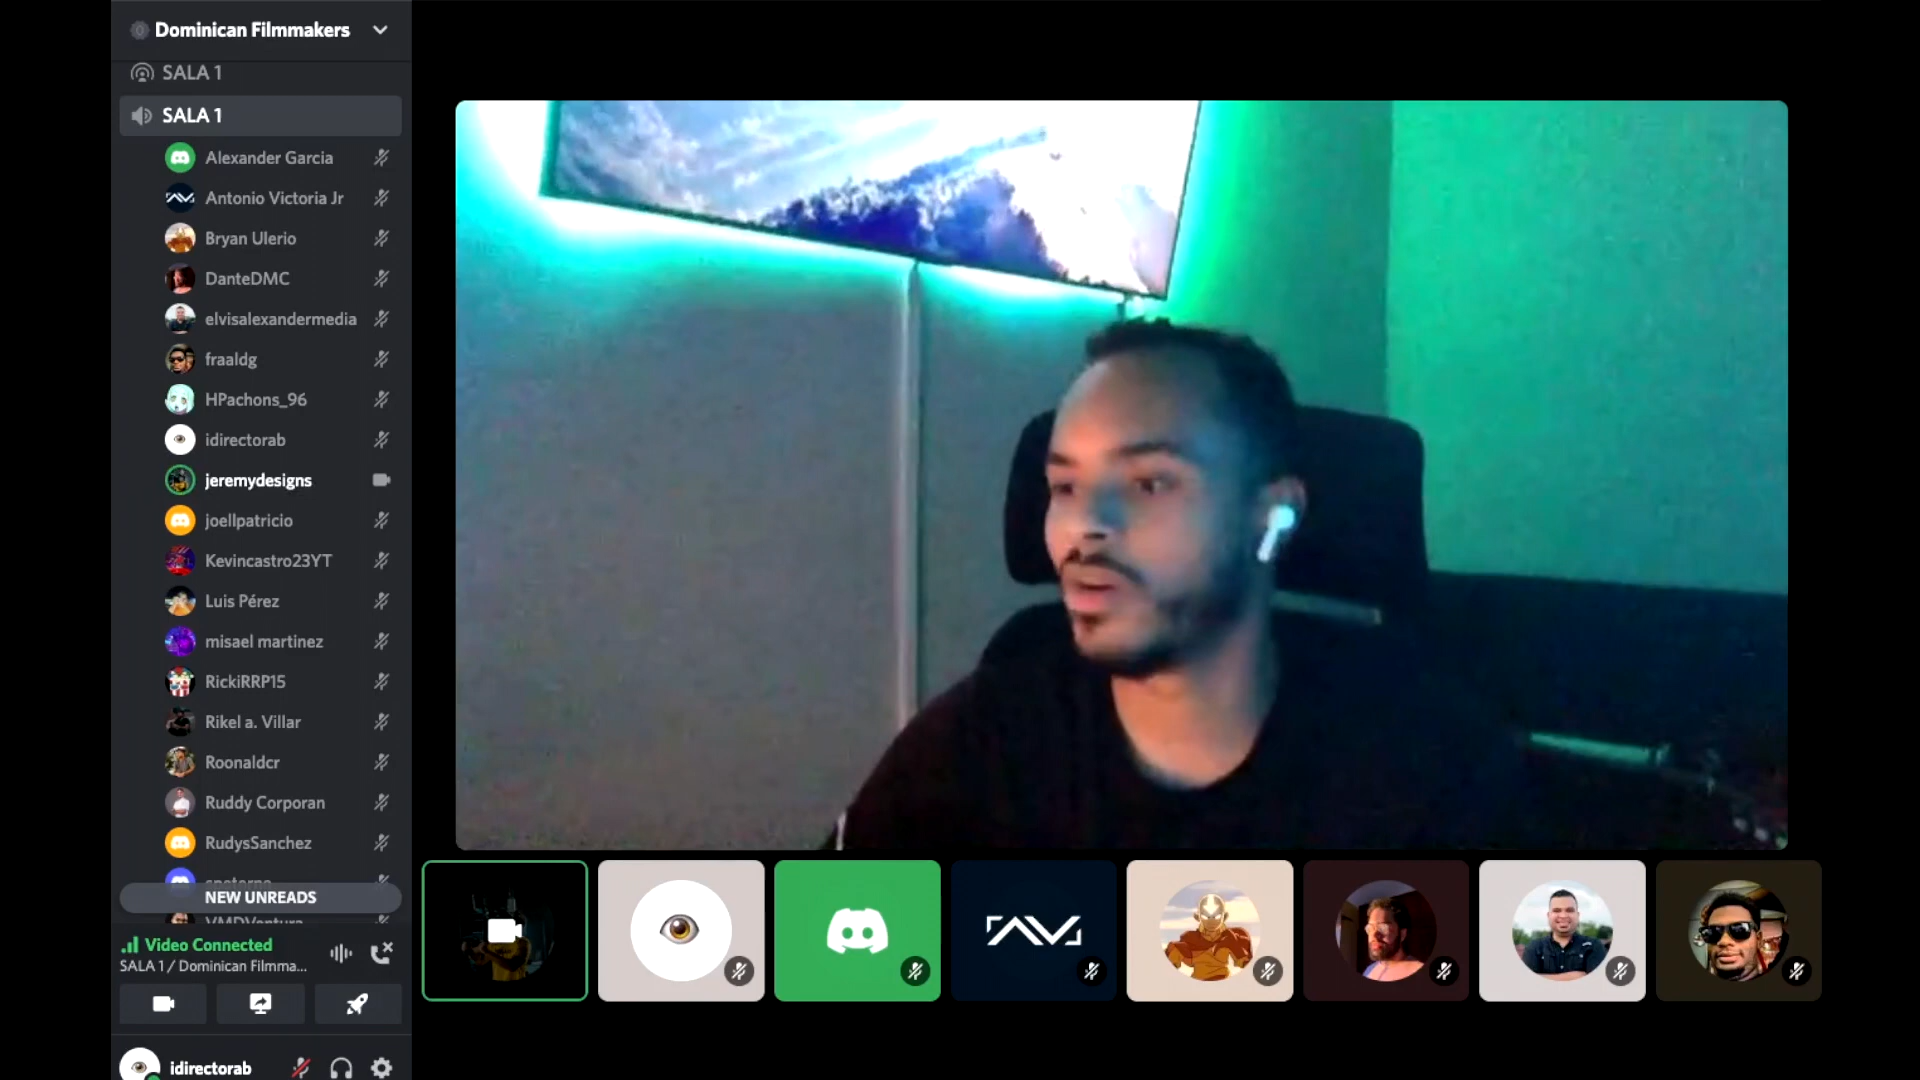 Dominican Filmmakers
SALA 1
SALA 1
Alexander Garcia
Antonio Victoria Jr
Bryan Ulerio
DanteDMC
elvisalexandermedia
fraaldg
HPachons_96
idirectorab
jeremydesigns
joellpatricio
Kevincastro23YT
Luis Pérez
misael martinez
RickiRRP15
Rikel a. Villar
Roonaldcr
Ruddy Corporan
RudysSanchez
NEW UNREADS
Video Connected
SALA 1 / Dominican Filmma...
idirectorab